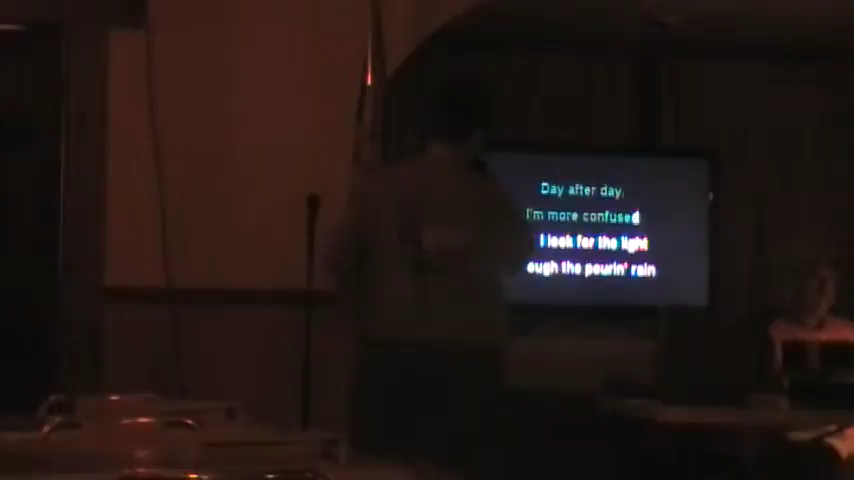 Day after day,
I'm more confused
I look for the light
ough the pourin' rain